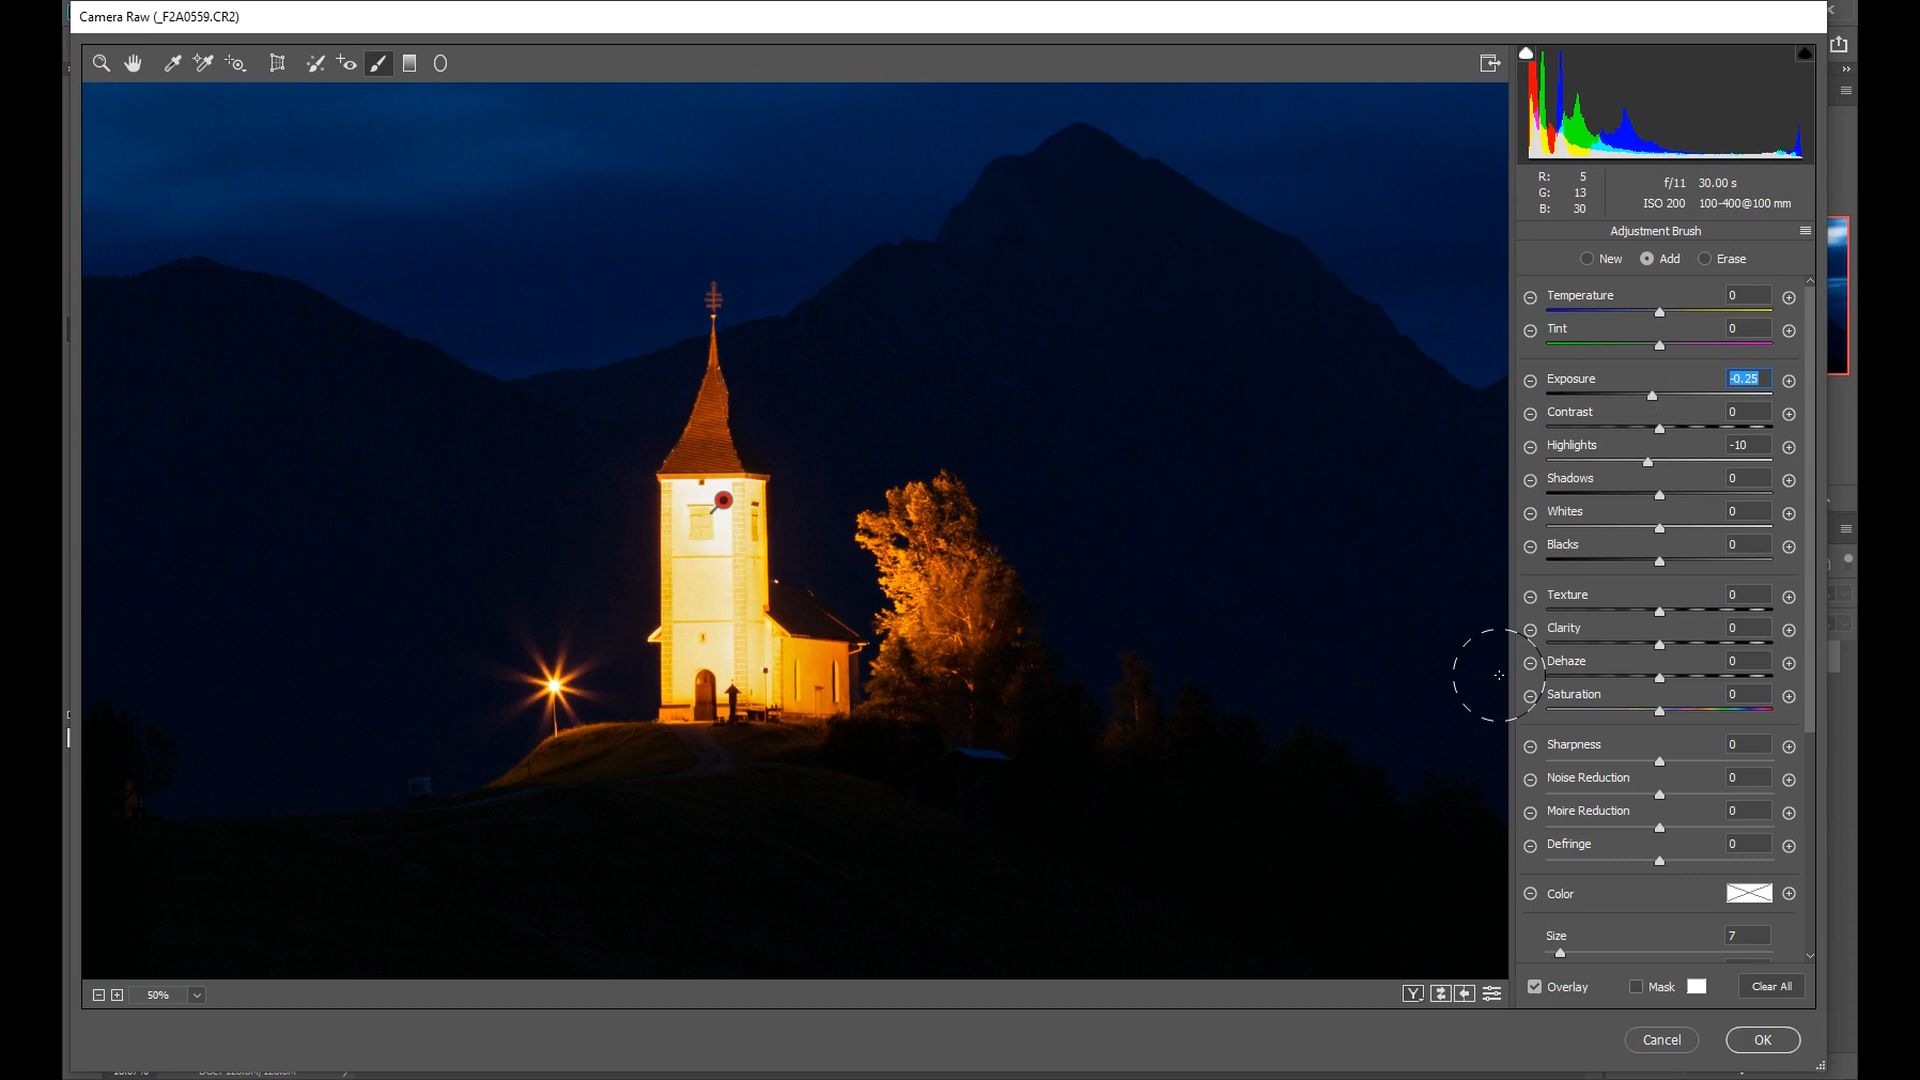 Camera Raw (_F2A0559.CR2)
R: 5
G: 13
B: 30
f/11 30.00 s
ISO 200 100-400@100 mm
Adjustment Brush
New Add Erase
Temperature 0
Tint 0
Exposure -0.25
Contrast 0
Highlights -10
Shadows 0
Whites 0
Blacks 0
Texture 0
Clarity 0
Dehaze 0
Saturation 0
Sharpness 0
Noise Reduction 0
Moire Reduction 0
Defringe 0
Color
Size 7
50%
Y
Overlay Mask Clear All
Cancel OK